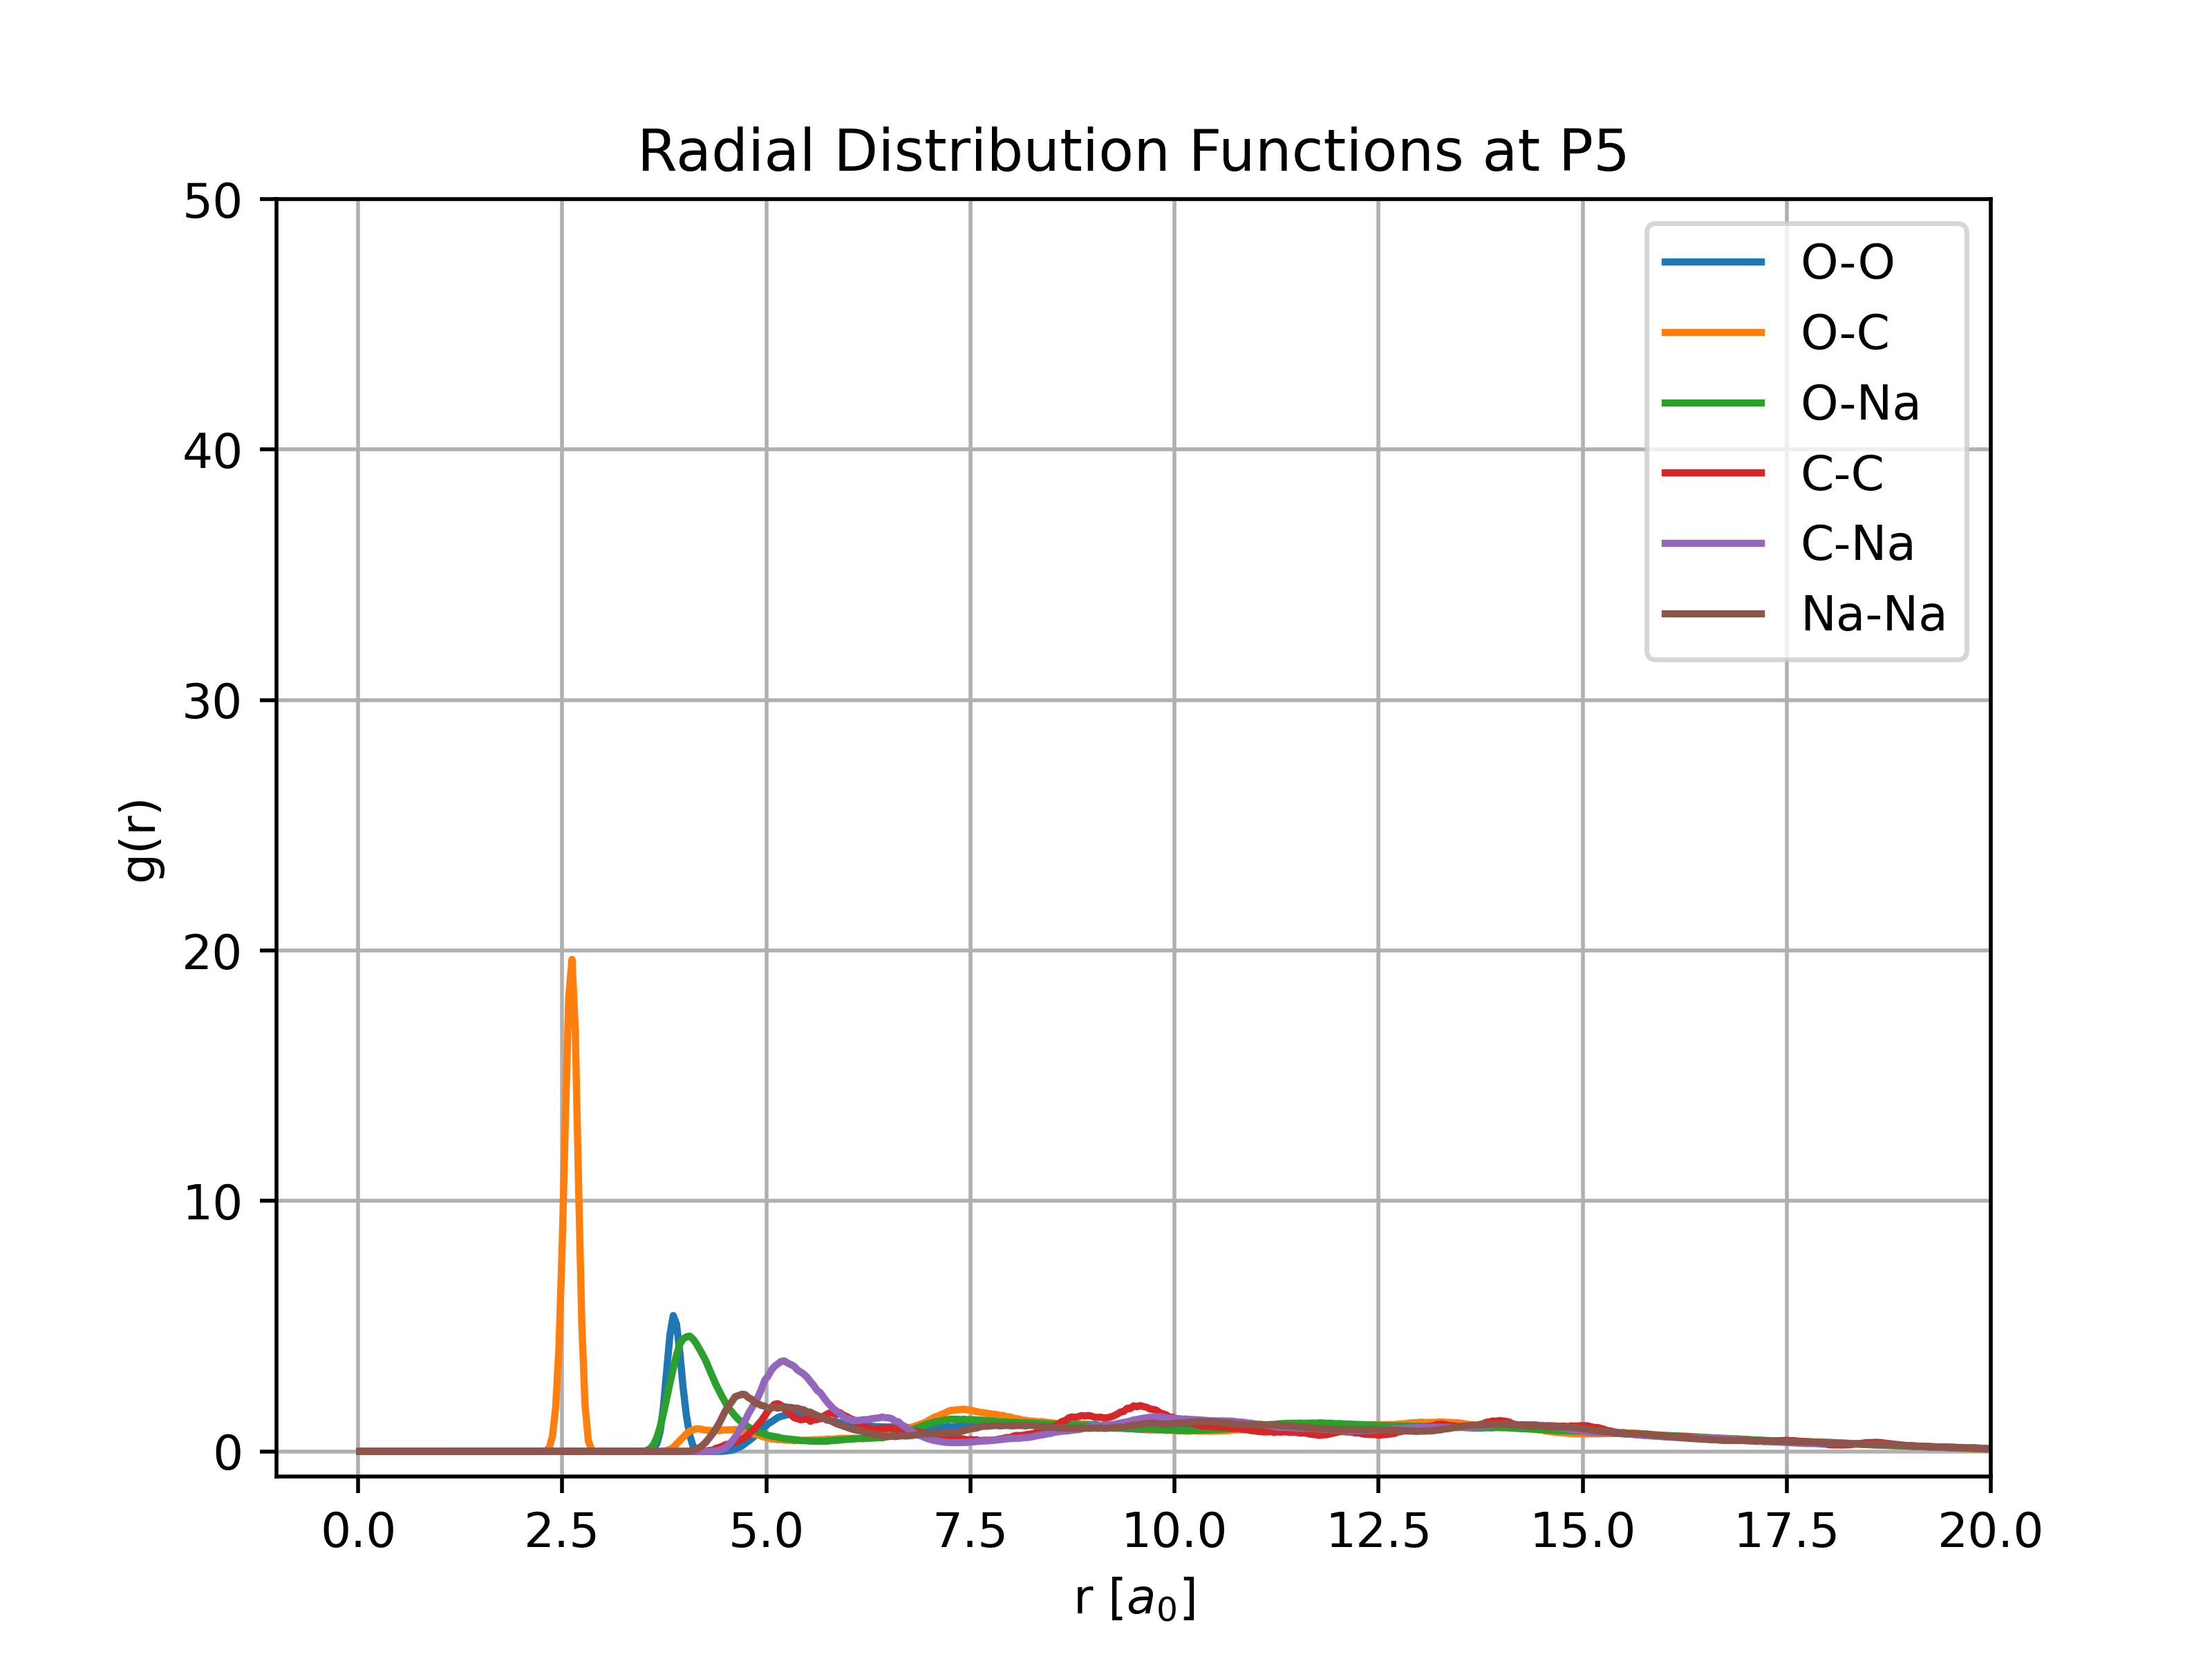 Radial Distribution Functions at P5
50
40
30
20
10
0
g(r)
O-O
O-C
O-Na
C-C
C-Na
Na-Na
0.0 2.5 5.0 7.5 10.0 12.5 15.0 17.5 20.0
r [a₀]